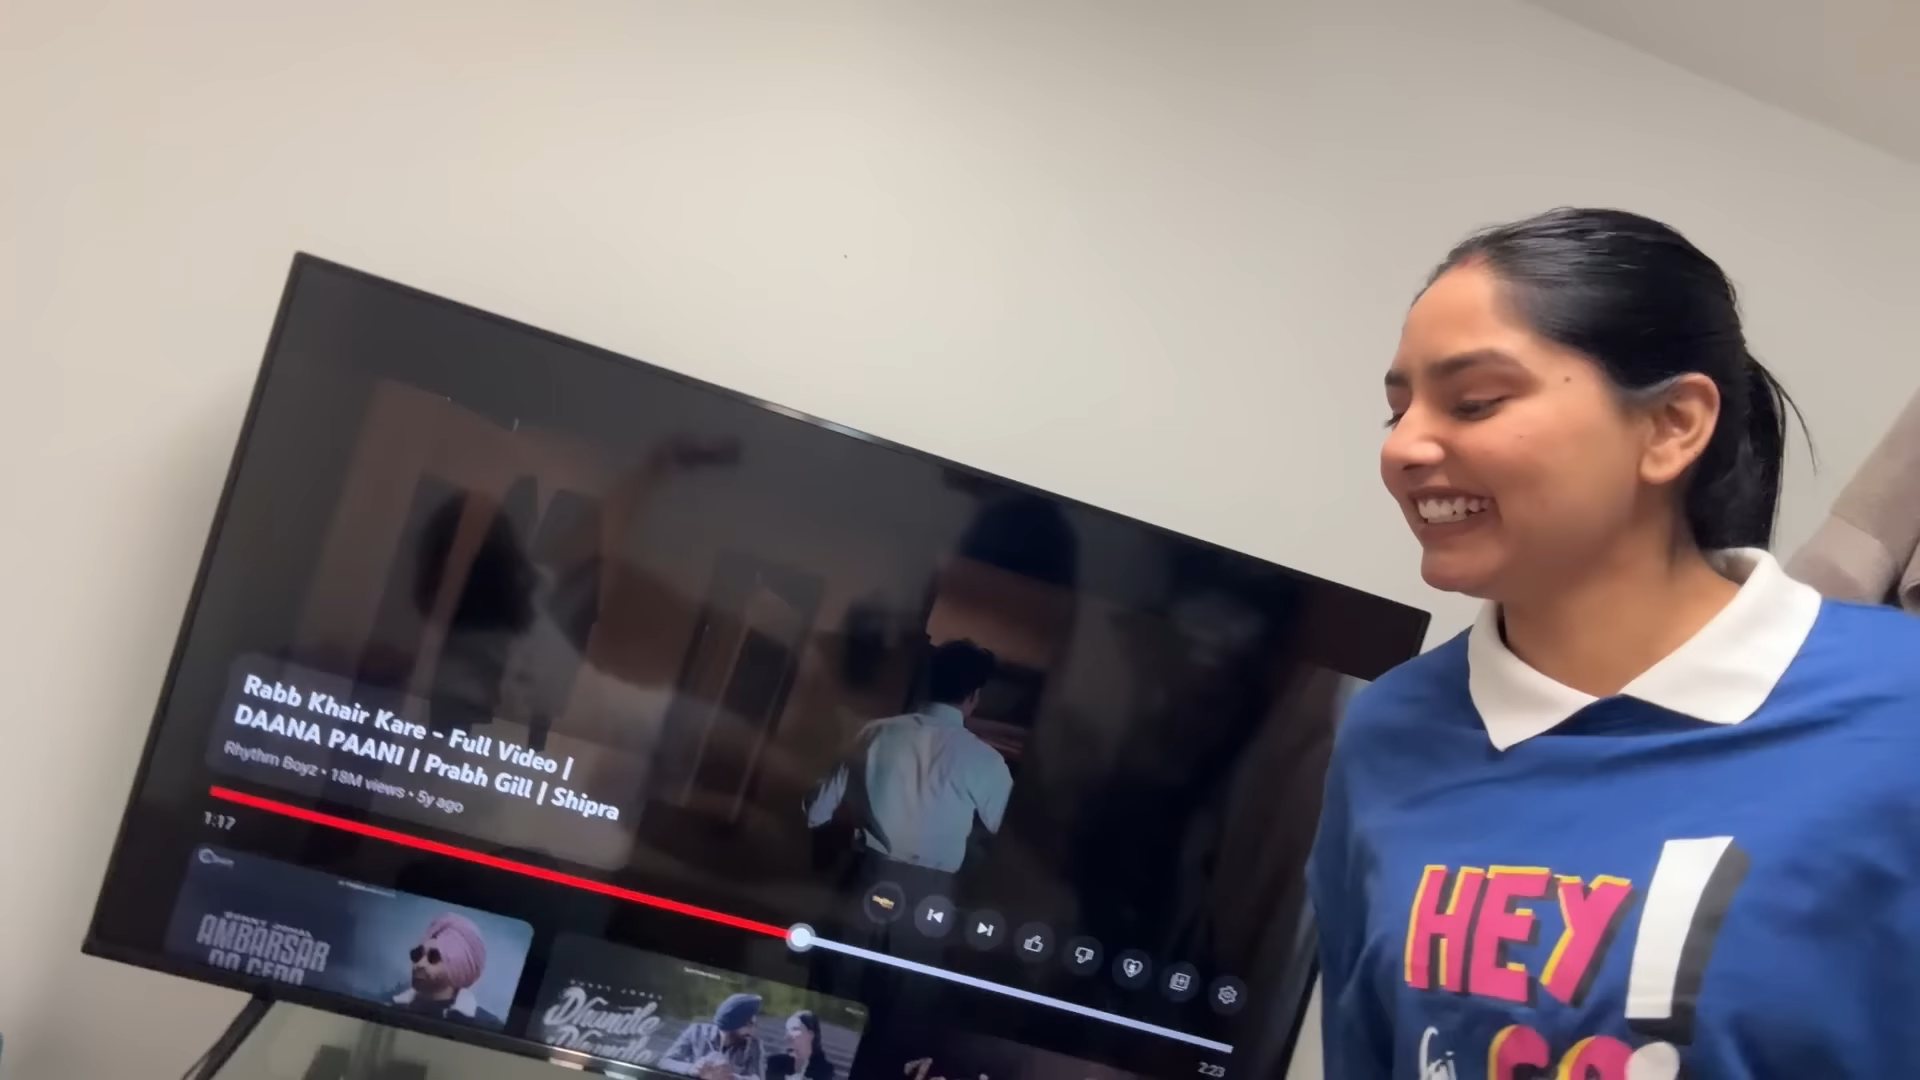 Rabb Khair Kare - Full Video |
DAANA PAANI | Prabh Gill | Shipra
Rhythm Boyz • 18M views • 5y ago
1:17
2:23
AMBARSAR
Dhundle
HEY!